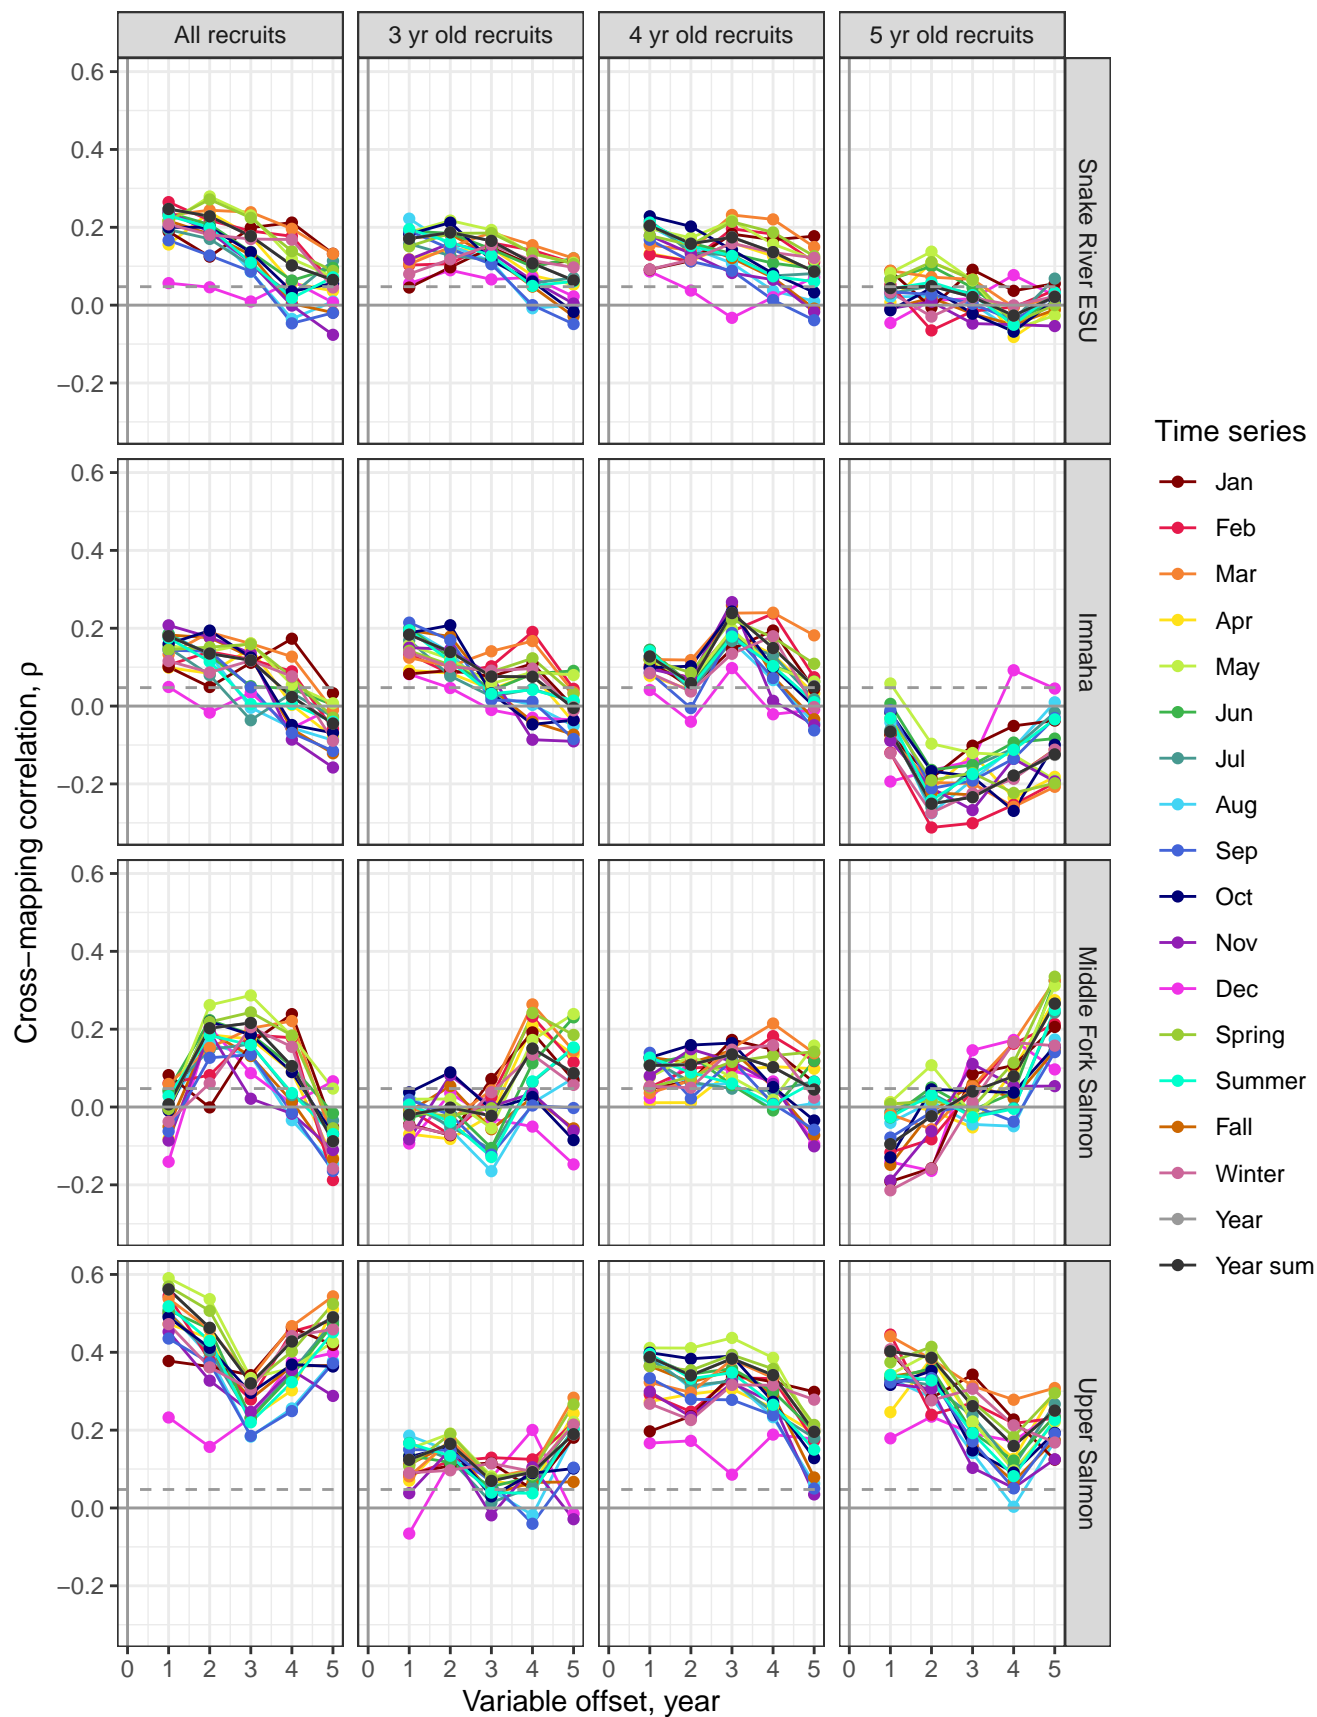 All recruits
3 yr old recruits
4 yr old recruits
5 yr old recruits
0.6
0.4
0.2
0.0
−0.2
Snake River ESU
0.6
0.4
0.2
0.0
−0.2
Imnaha
0.6
0.4
0.2
0.0
−0.2
Middle Fork Salmon
0.6
0.4
0.2
0.0
−0.2
Upper Salmon
0 1 2 3 4 5
0 1 2 3 4 5
0 1 2 3 4 5
0 1 2 3 4 5
Variable offset, year
Cross−mapping correlation, ρ
Time series
Jan
Feb
Mar
Apr
May
Jun
Jul
Aug
Sep
Oct
Nov
Dec
Spring
Summer
Fall
Winter
Year
Year sum